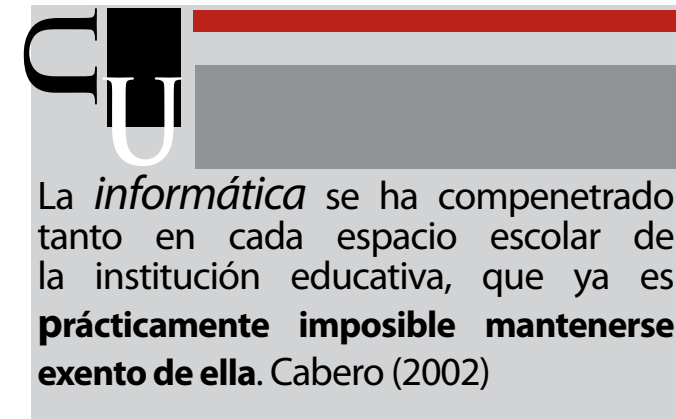 U
U
La informática se ha compenetrado
tanto en cada espacio escolar de
la institución educativa, que ya es
prácticamente imposible mantenerse
exento de ella. Cabero (2002)